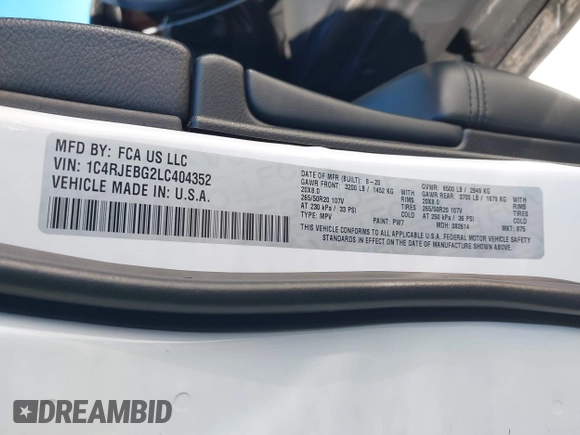 MFD BY: FCA US LLC
VIN: 1C4RJEBG2LC404352
VEHICLE MADE IN: U.S.A.
DATE OF MFR (BUILT): 8-20 GVWR: 6500 LB / 2949 KG
GAWR FRONT: 3200 LB / 1452 KG WITH GAWR REAR: 3700 LB / 1679 KG WITH
20X8.0 RIMS 20X8.0 RIMS
265/50R20 107V TIRES 265/50R20 107V TIRES
AT 230 kPa / 33 PSI COLD AT 250 kPa / 36 PSI COLD
TYPE: MPV PAINT: PW7 MDH: 082614 MKT: 875
THIS VEHICLE CONFORMS TO ALL APPLICABLE U.S.A. FEDERAL MOTOR VEHICLE SAFETY
STANDARDS IN EFFECT ON THE DATE OF MANUFACTURE SHOWN ABOVE.
DREAMBID